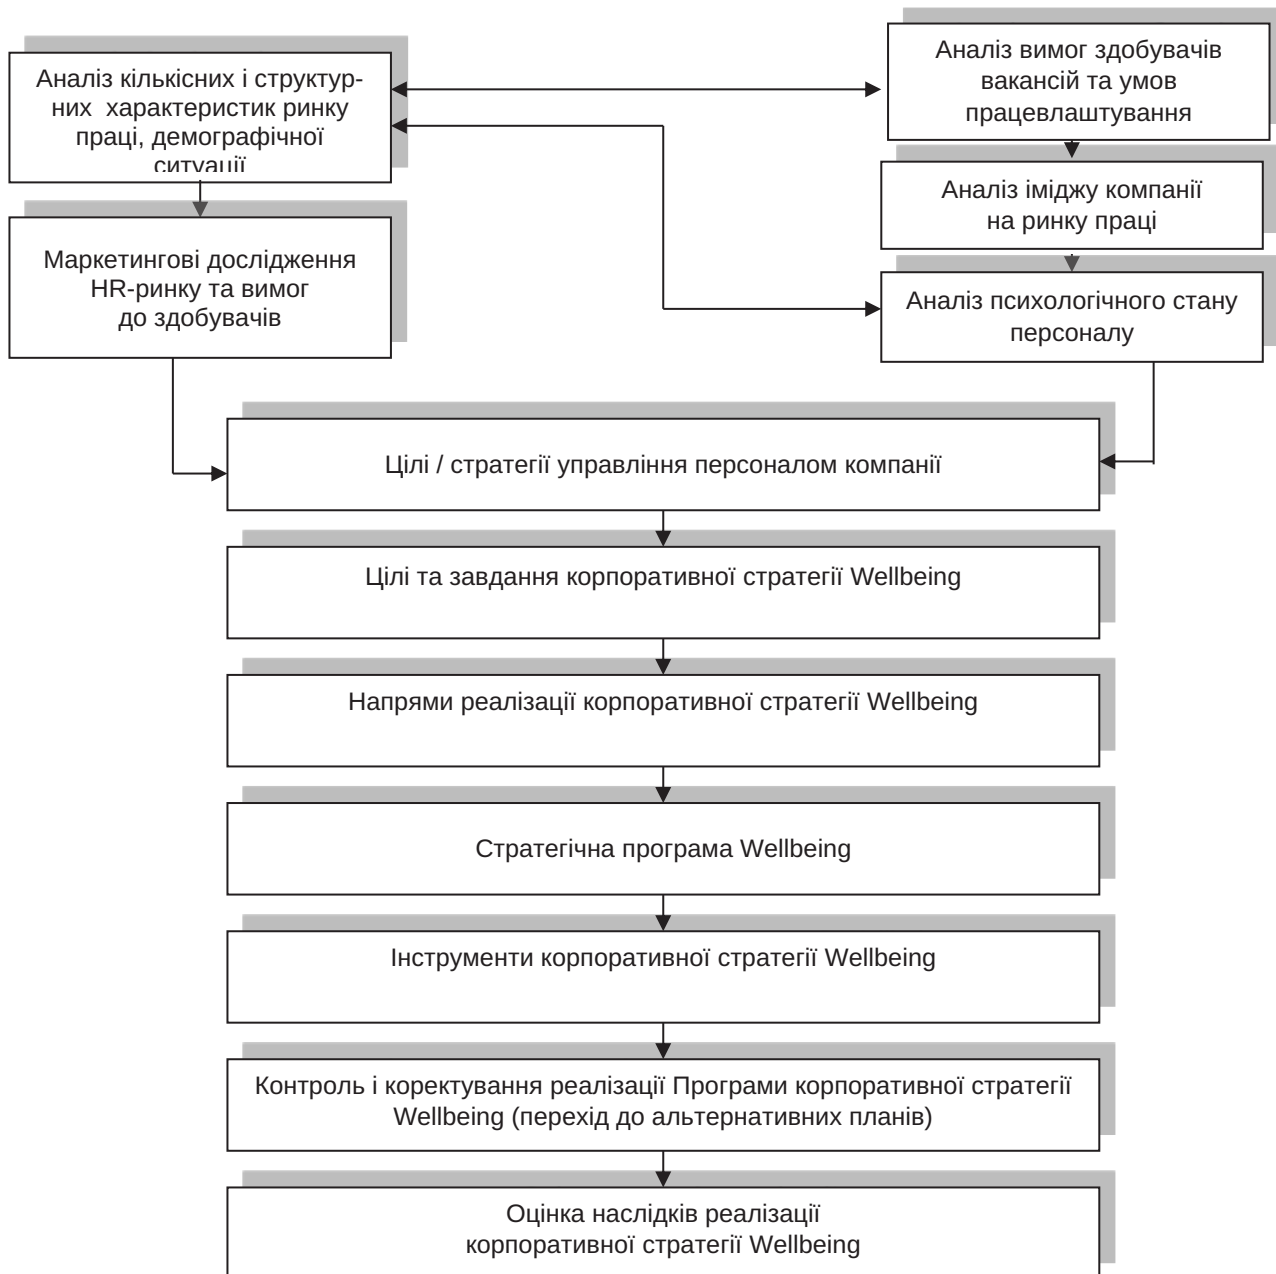 Аналіз кількісних і структур-
них характеристик ринку
праці, демографічної
ситуації
Маркетингові дослідження
HR-ринку та вимог
до здобувачів
Аналіз вимог здобувачів
вакансій та умов
працевлаштування
Аналіз іміджу компанії
на ринку праці
Аналіз психологічного стану
персоналу
Цілі / стратегії управління персоналом компанії
Цілі та завдання корпоративної стратегії Wellbeing
Напрями реалізації корпоративної стратегії Wellbeing
Стратегічна програма Wellbeing
Інструменти корпоративної стратегії Wellbeing
Контроль і коректування реалізації Програми корпоративної стратегії
Wellbeing (перехід до альтернативних планів)
Оцінка наслідків реалізації
корпоративної стратегії Wellbeing